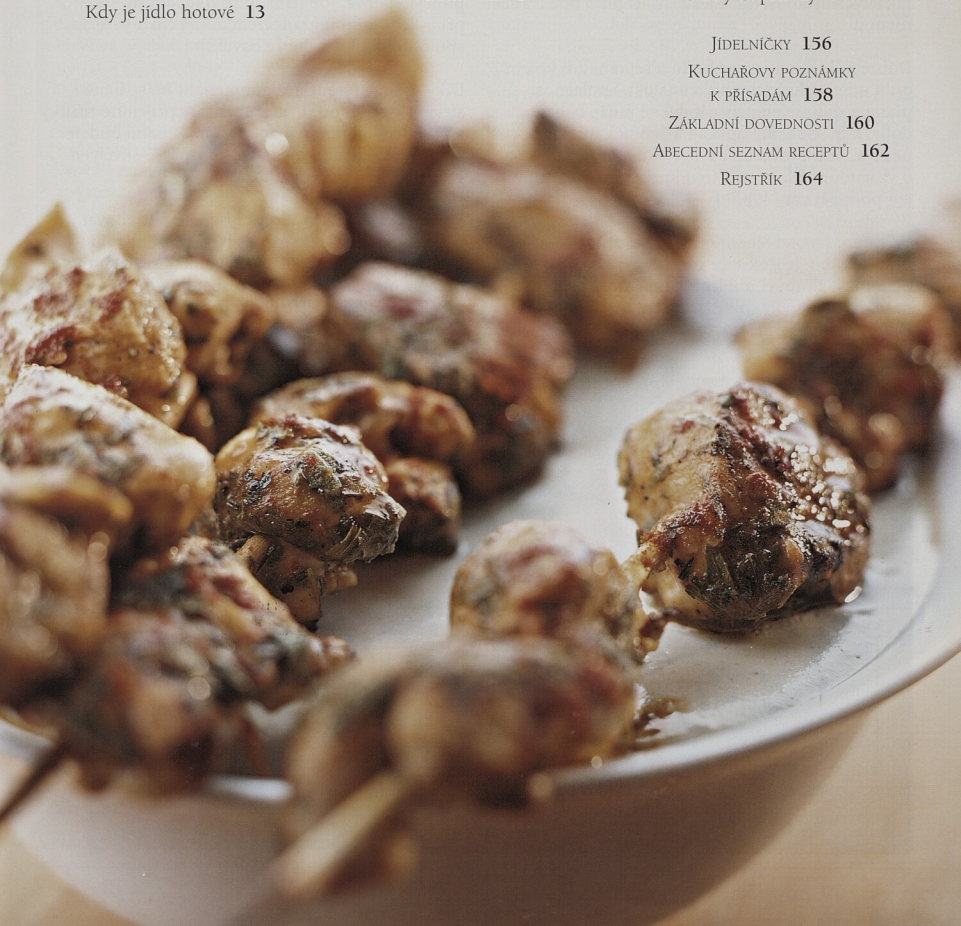 Kdy je jídlo hotové 13
Jídelníčky 156
Kuchařovy poznámky
k přísadám 158
Základní dovednosti 160
Abecední seznam receptů 162
Rejstřík 164